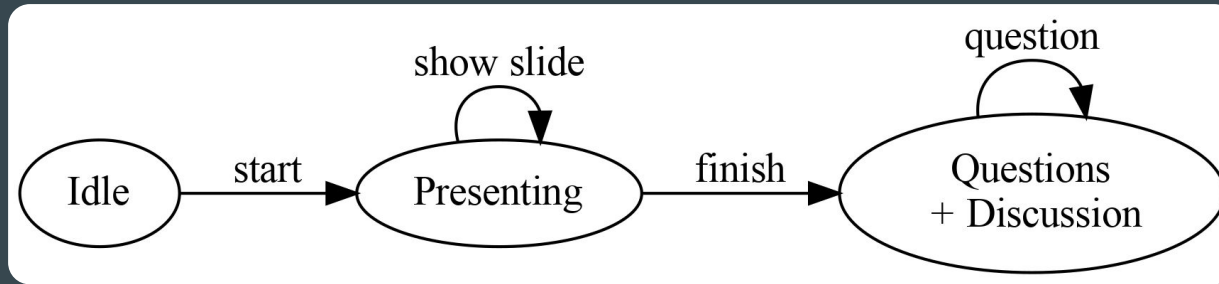 question
show slide
start
finish
Idle
Presenting
Questions
+ Discussion